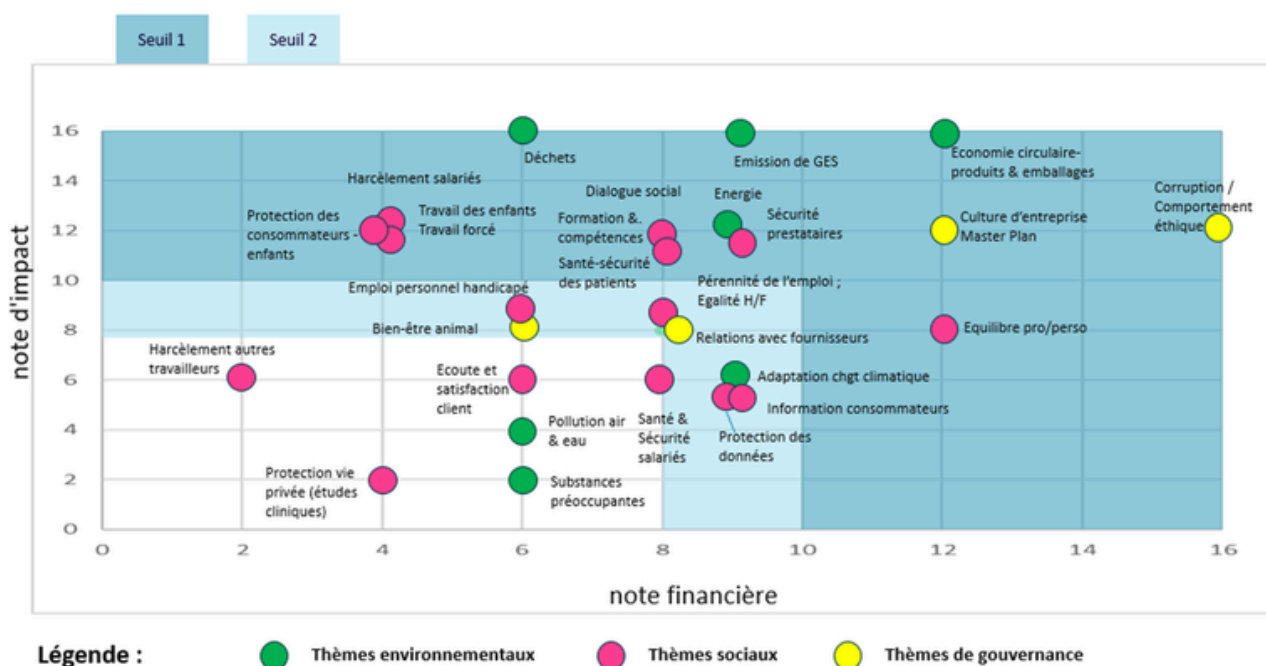 Seuil 1
Seuil 2
note d'impact
16
14
12
10
8
6
4
2
0
0
2
4
6
8
10
12
14
16
note financière
Déchets
Emission de GES
Economie circulaire-
produits & emballages
Harcèlement salariés
Travail des enfants
Travail forcé
Protection des
consommateurs -
enfants
Dialogue social
Formation &.
compétences
Santé-sécurité
des patients
Energie
Sécurité
prestataires
Culture d’entreprise
Master Plan
Corruption /
Comportement
éthique
Emploi personnel handicapé
Bien-être animal
Pérennité de l’emploi ;
Egalité H/F
Relations avec fournisseurs
Equilibre pro/perso
Harcèlement autres
travailleurs
Ecoute et
satisfaction
client
Adaptation chgt climatique
Information consommateurs
Pollution air
& eau
Santé &
Sécurité
salariés
Protection des
données
Protection vie
privée (études
cliniques)
Substances
préoccupantes
Légende :
Thèmes environnementaux
Thèmes sociaux
Thèmes de gouvernance